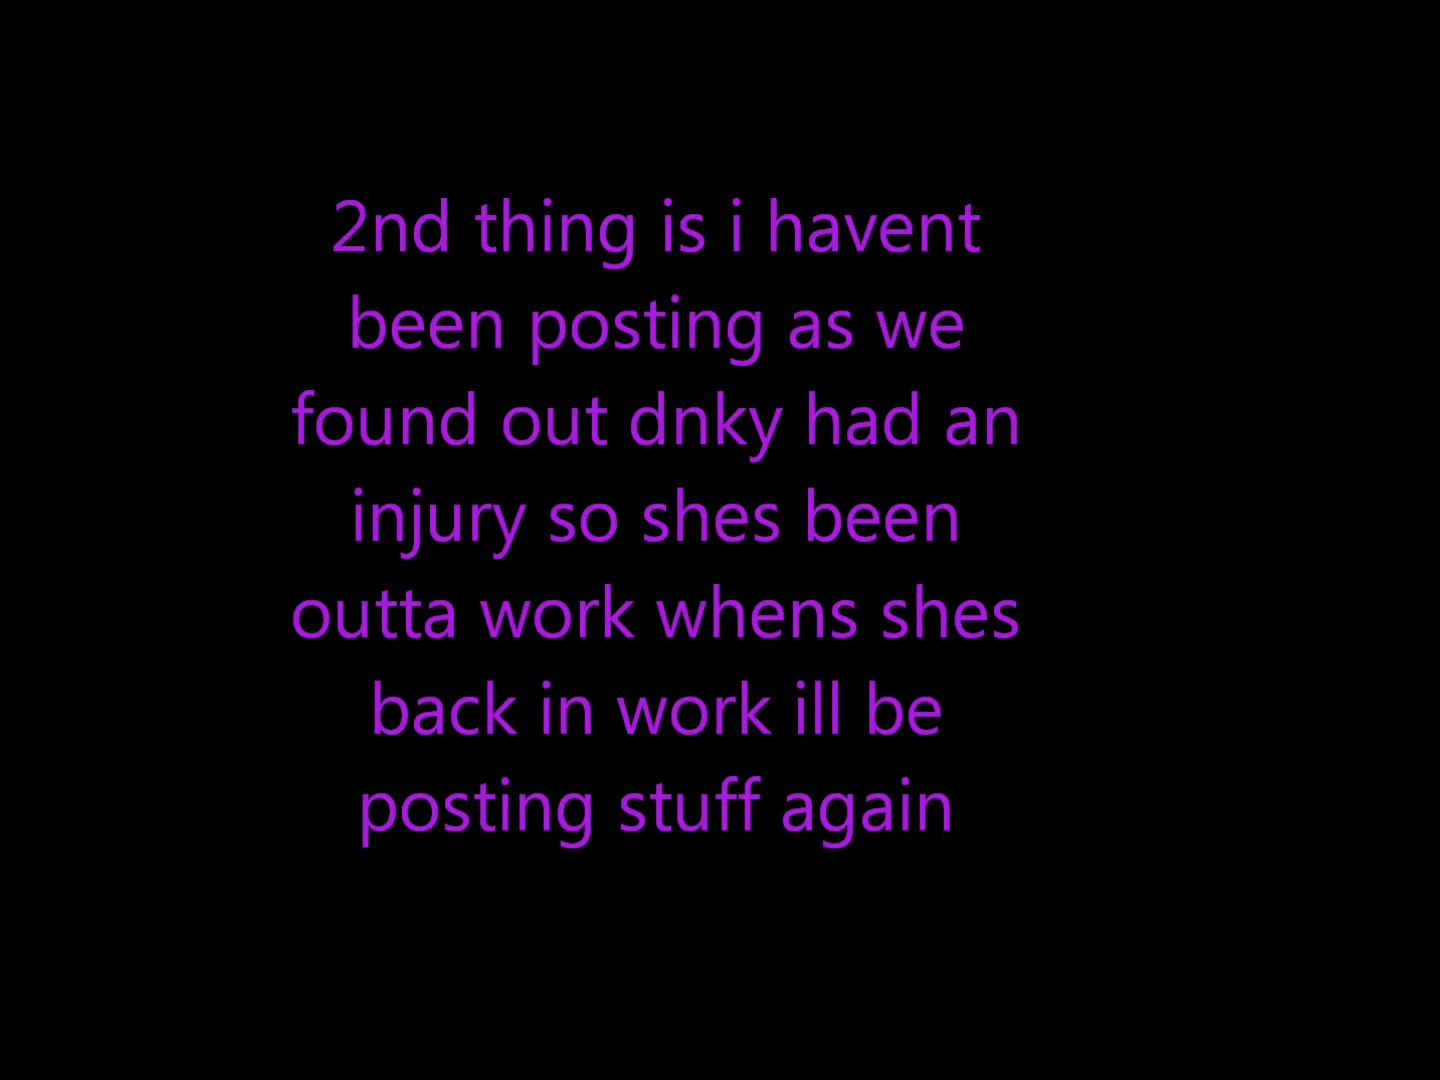 2nd thing is i havent
been posting as we
found out dnky had an
injury so shes been
outta work whens shes
back in work ill be
posting stuff again